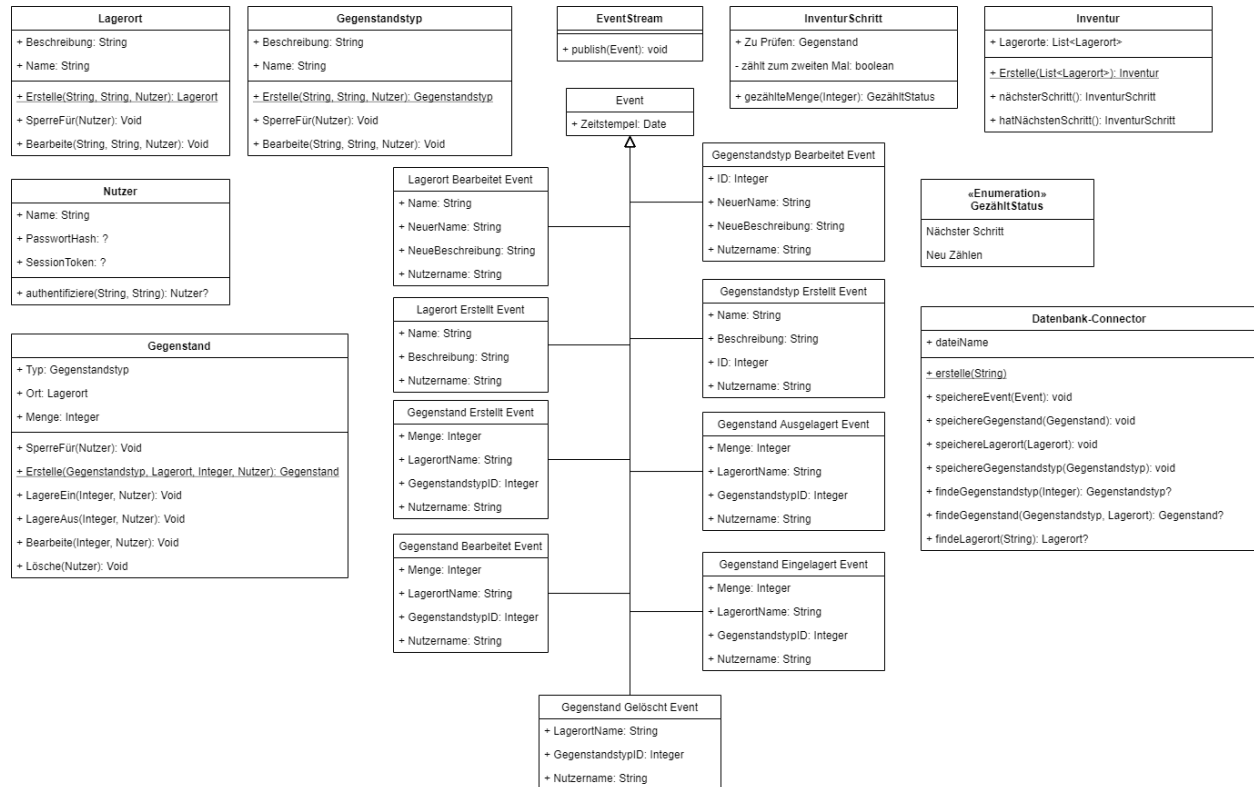 Lagerort
+ Beschreibung: String
+ Name: String
+ Erstelle(String, String, Nutzer): Lagerort
+ SperreFür(Nutzer): Void
+ Bearbeite(String, String, Nutzer): Void
Gegenstandstyp
+ Beschreibung: String
+ Name: String
+ Erstelle(String, String, Nutzer): Gegenstandstyp
+ SperreFür(Nutzer): Void
+ Bearbeite(String, String, Nutzer): Void
EventStream
+ publish(Event): void
InventurSchritt
+ Zu Prüfen: Gegenstand
- zählt zum zweiten Mal: boolean
+ gezählteMenge(Integer): GezähltStatus
Inventur
+ Lagerorte: List<Lagerort>
+ Erstelle(List<Lagerort>): Inventur
+ nächsterSchritt(): InventurSchritt
+ hatNächstenSchritt(): InventurSchritt
Event
+ Zeitstempel: Date
Nutzer
+ Name: String
+ PasswortHash: ?
+ SessionToken: ?
+ authentifiziere(String, String): Nutzer?
Lagerort Bearbeitet Event
+ Name: String
+ NeuerName: String
+ NeueBeschreibung: String
+ Nutzername: String
Gegenstandstyp Bearbeitet Event
+ ID: Integer
+ NeuerName: String
+ NeueBeschreibung: String
+ Nutzername: String
«Enumeration»
GezähltStatus
Nächster Schritt
Neu Zählen
Lagerort Erstellt Event
+ Name: String
+ Beschreibung: String
+ Nutzername: String
Gegenstandstyp Erstellt Event
+ Name: String
+ Beschreibung: String
+ ID: Integer
+ Nutzername: String
Gegenstand
+ Typ: Gegenstandstyp
+ Ort: Lagerort
+ Menge: Integer
+ SperreFür(Nutzer): Void
+ Erstelle(Gegenstandstyp, Lagerort, Integer, Nutzer): Gegenstand
+ LagereEin(Integer, Nutzer): Void
+ LagereAus(Integer, Nutzer): Void
+ Bearbeite(Integer, Nutzer): Void
+ Lösche(Nutzer): Void
Datenbank-Connector
+ dateiName
+ erstelle(String)
+ speichereEvent(Event): void
+ speichereGegenstand(Gegenstand): void
+ speichereLagerort(Lagerort): void
+ speichereGegenstandstyp(Gegenstandstyp): void
+ findeGegenstandstyp(Integer): Gegenstandstyp?
+ findeGegenstand(Gegenstandstyp, Lagerort): Gegenstand?
+ findeLagerort(String): Lagerort?
Gegenstand Erstellt Event
+ Menge: Integer
+ LagerortName: String
+ GegenstandstypID: Integer
+ Nutzername: String
Gegenstand Ausgelagert Event
+ Menge: Integer
+ LagerortName: String
+ GegenstandstypID: Integer
+ Nutzername: String
Gegenstand Bearbeitet Event
+ Menge: Integer
+ LagerortName: String
+ GegenstandstypID: Integer
+ Nutzername: String
Gegenstand Eingelagert Event
+ Menge: Integer
+ LagerortName: String
+ GegenstandstypID: Integer
+ Nutzername: String
Gegenstand Gelöscht Event
+ LagerortName: String
+ GegenstandstypID: Integer
+ Nutzername: String